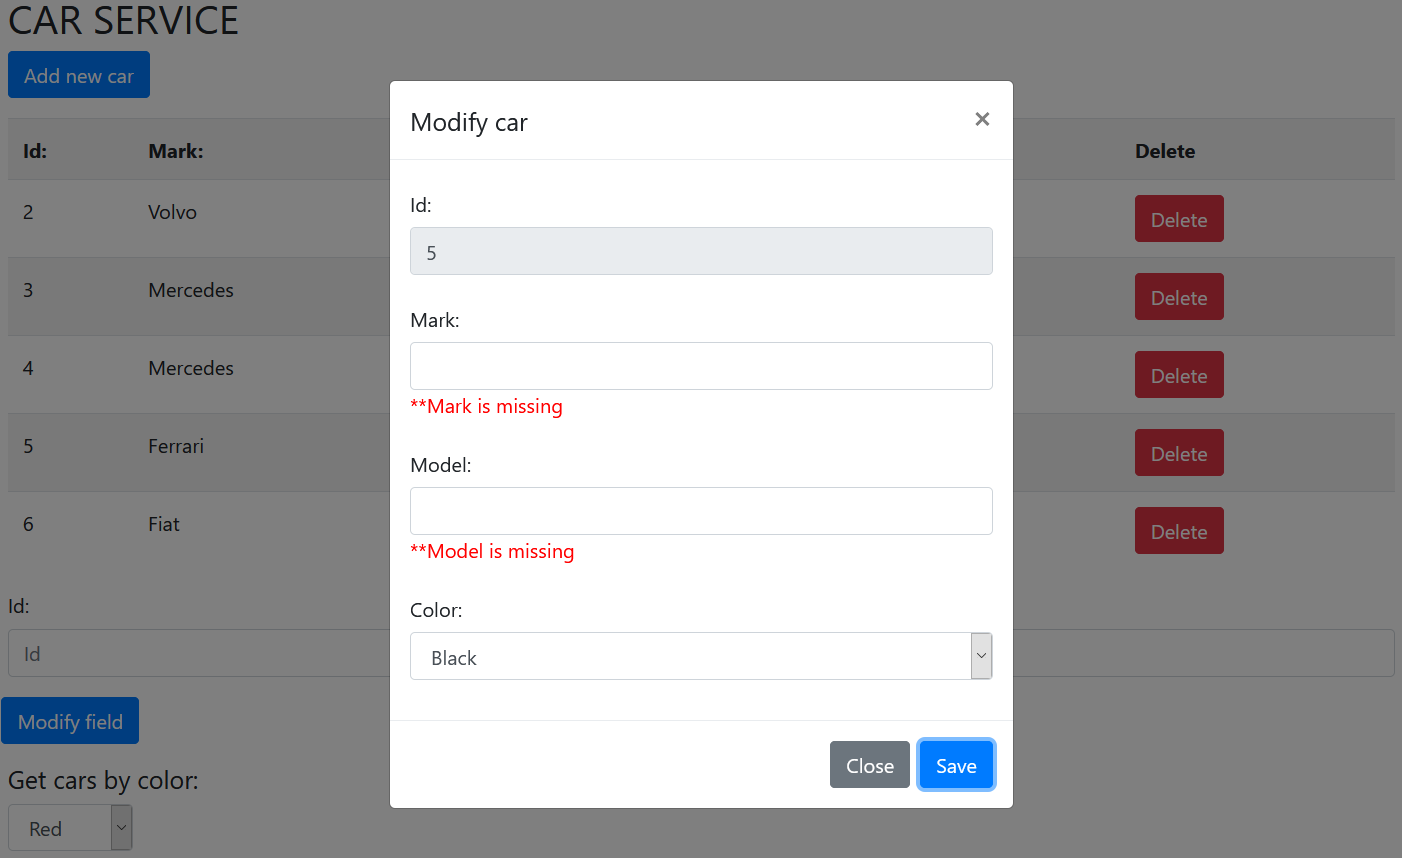 CAR SERVICE
Add new car
Id: Mark: Delete
2 Volvo Delete
3 Mercedes Delete
4 Mercedes Delete
5 Ferrari Delete
6 Fiat Delete
Id:
Id
Modify field
Get cars by color:
Red
Modify car ×
Id:
5
Mark:
**Mark is missing
Model:
**Model is missing
Color:
Black
Close Save